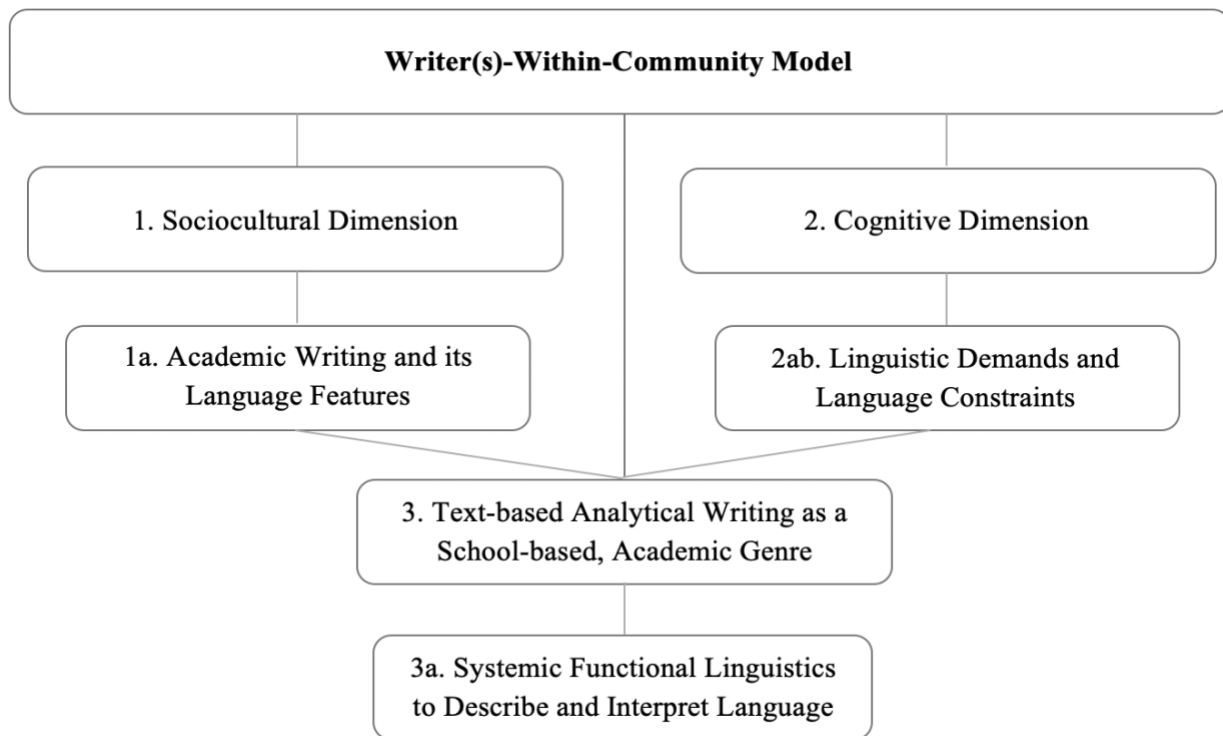 Writer(s)-Within-Community Model
1. Sociocultural Dimension
2. Cognitive Dimension
1a. Academic Writing and its
Language Features
2ab. Linguistic Demands and
Language Constraints
3. Text-based Analytical Writing as a
School-based, Academic Genre
3a. Systemic Functional Linguistics
to Describe and Interpret Language